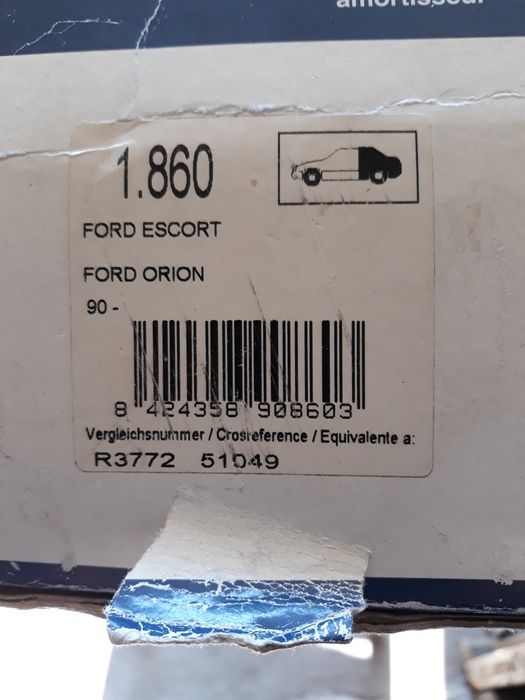 amortisseur
1.860
FORD ESCORT
FORD ORION
90 -
8 424358 908603
Vergleichsnummer / Crosreference / Equivalente a:
R3772 51049